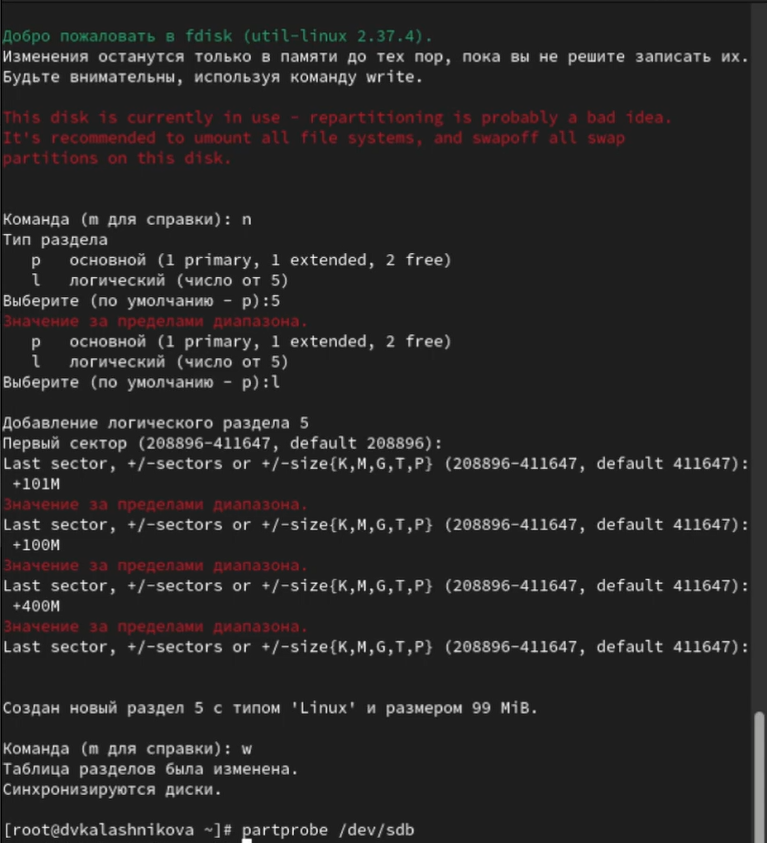 Добро пожаловать в fdisk (util-linux 2.37.4).
Изменения останутся только в памяти до тех пор, пока вы не решите записать их.
Будьте внимательны, используя команду write.
This disk is currently in use - repartitioning is probably a bad idea.
It's recommended to umount all file systems, and swapoff all swap
partitions on this disk.
Команда (m для справки): n
Тип раздела
   p   основной (1 primary, 1 extended, 2 free)
   l   логический (число от 5)
Выберите (по умолчанию - p):5
Значение за пределами диапазона.
   p   основной (1 primary, 1 extended, 2 free)
   l   логический (число от 5)
Выберите (по умолчанию - p):l
Добавление логического раздела 5
Первый сектор (208896-411647, default 208896):
Last sector, +/-sectors or +/-size{K,M,G,T,P} (208896-411647, default 411647):
 +101M
Значение за пределами диапазона.
Last sector, +/-sectors or +/-size{K,M,G,T,P} (208896-411647, default 411647):
 +100M
Значение за пределами диапазона.
Last sector, +/-sectors or +/-size{K,M,G,T,P} (208896-411647, default 411647):
 +400M
Значение за пределами диапазона.
Last sector, +/-sectors or +/-size{K,M,G,T,P} (208896-411647, default 411647):
Создан новый раздел 5 с типом 'Linux' и размером 99 MiB.
Команда (m для справки): w
Таблица разделов была изменена.
Синхронизируются диски.
[root@dvkalashnikova ~]# partprobe /dev/sdb